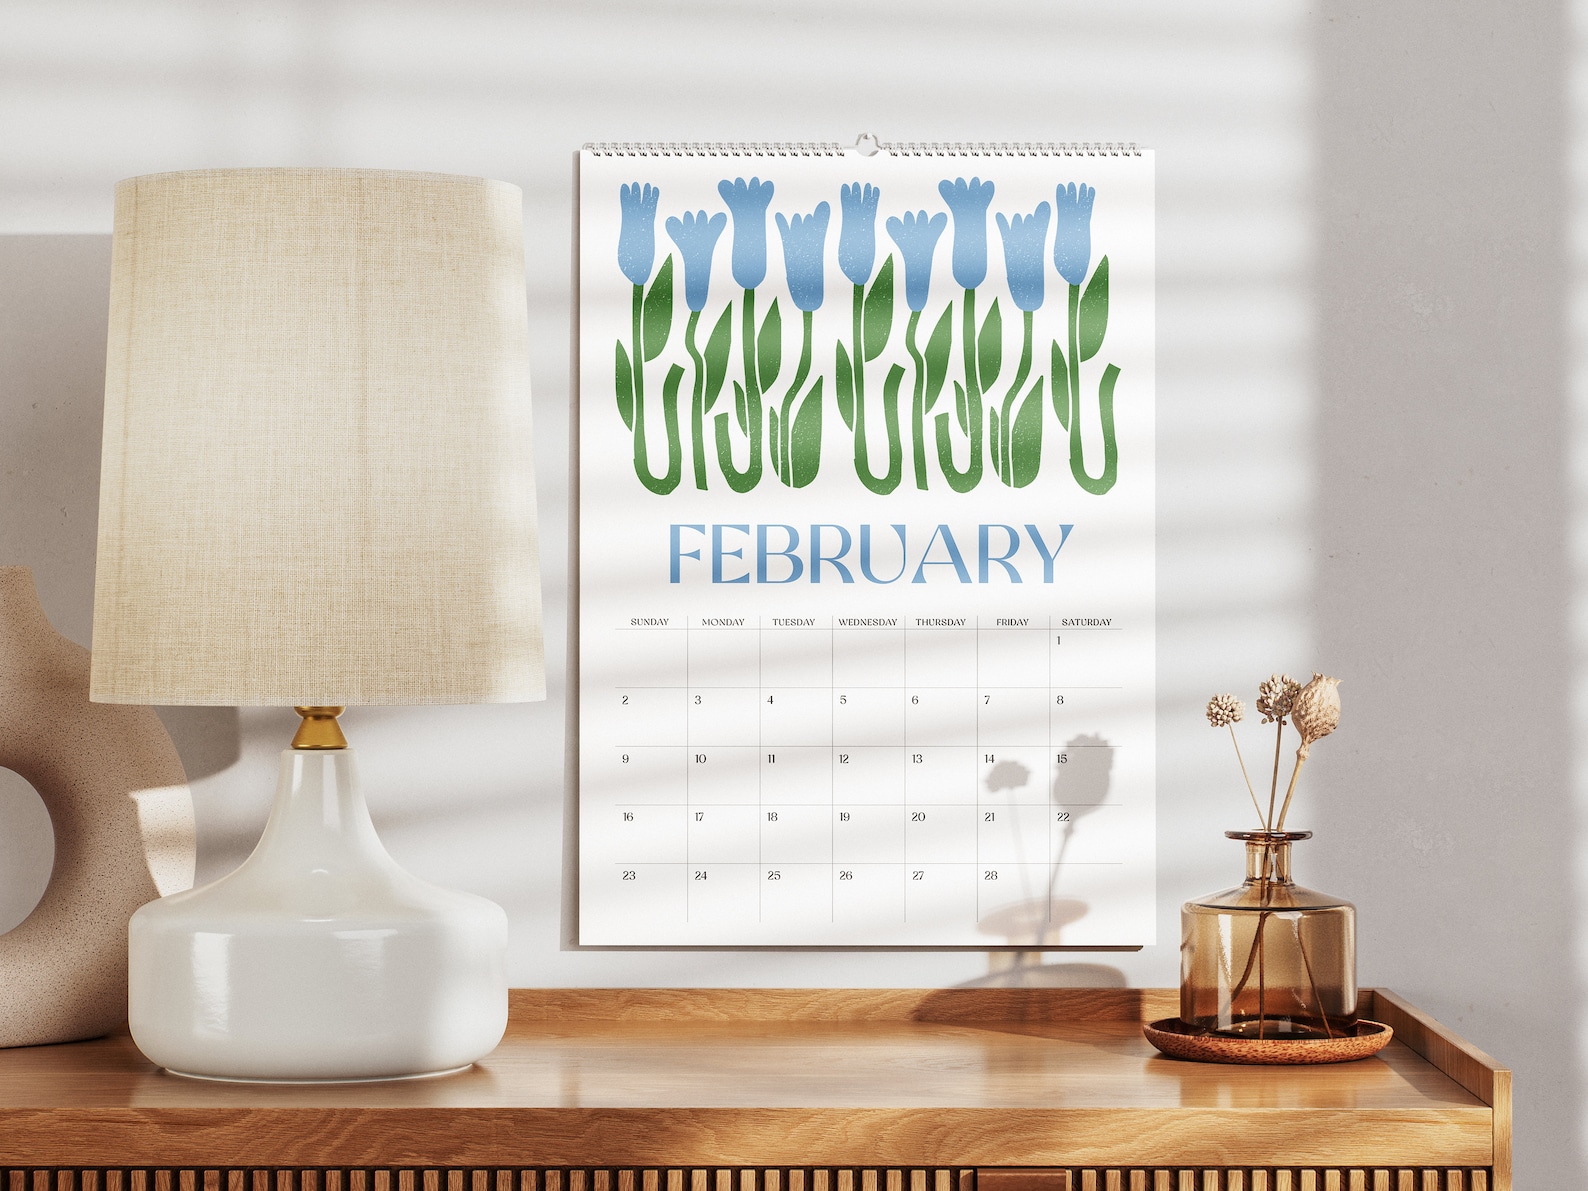 FEBRUARY
SUNDAY MONDAY TUESDAY WEDNESDAY THURSDAY FRIDAY SATURDAY
1
2 3 4 5 6 7 8
9 10 11 12 13 14 15
16 17 18 19 20 21 22
23 24 25 26 27 28